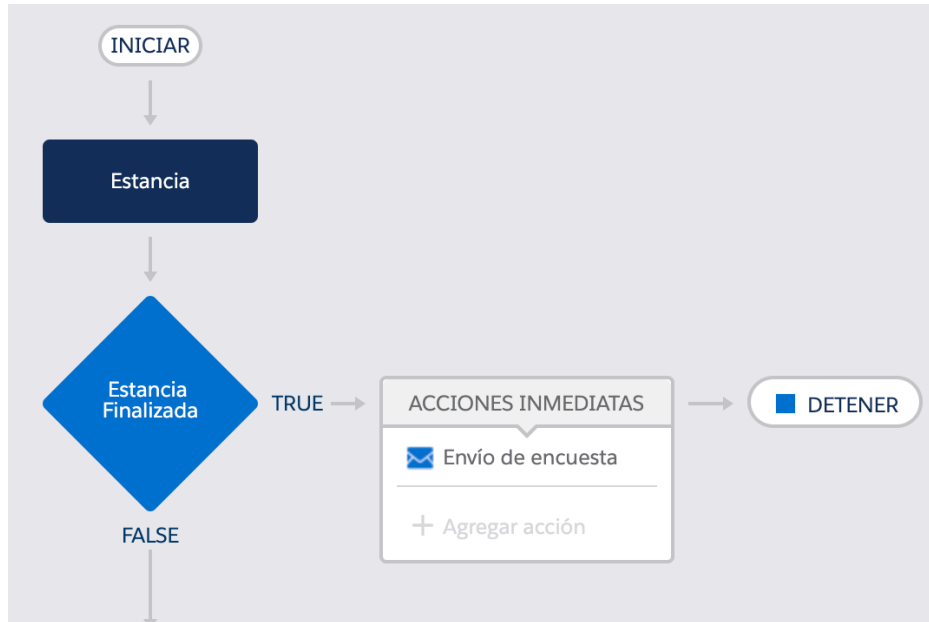 INICIAR
Estancia
Estancia
Finalizada
TRUE
ACCIONES INMEDIATAS
DETENER
Envío de encuesta
Agregar acción
FALSE